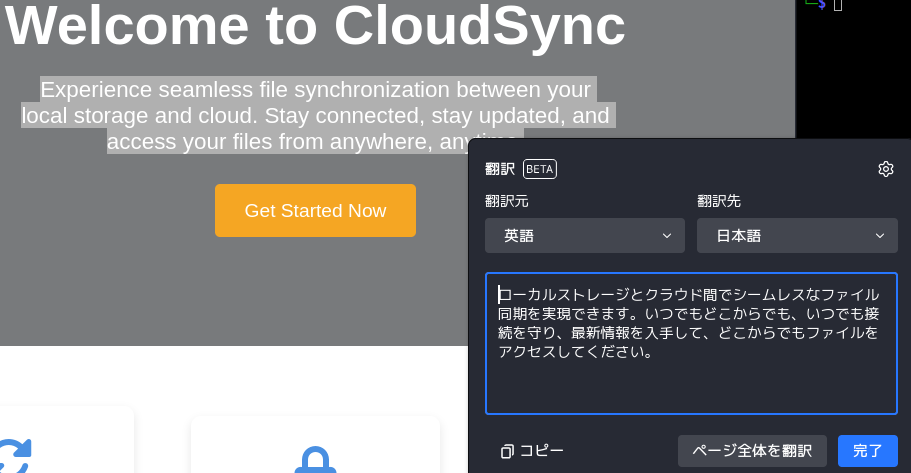 Welcome to CloudSync
Experience seamless file synchronization between your
local storage and cloud. Stay connected, stay updated, and
access your files from anywhere, anytime.
Get Started Now
$
翻訳 BETA
翻訳元 翻訳先
英語 日本語
ローカルストレージとクラウド間でシームレスなファイル
同期を実現できます。いつでもどこからでも、いつでも接
続を守り、最新情報を入手して、どこからでもファイルを
アクセスしてください。
コピー ページ全体を翻訳 完了